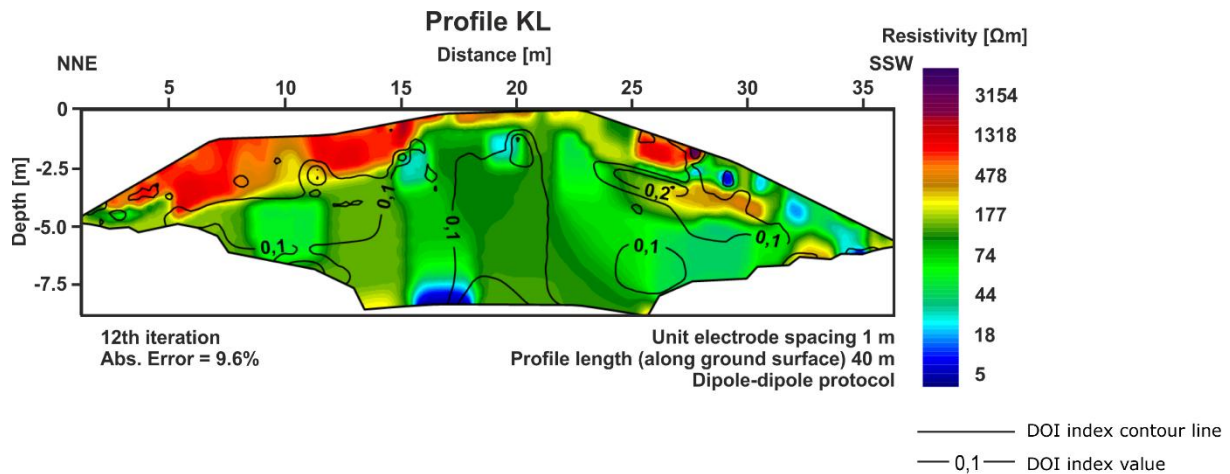 Profile KL
Distance [m]
NNE
SSW
5 10 15 20 25 30 35
Depth [m]
0
-2.5
-5.0
-7.5
0,1
0,1
0,1
0,2
0,1
0,1
12th iteration
Abs. Error = 9.6%
Unit electrode spacing 1 m
Profile length (along ground surface) 40 m
Dipole-dipole protocol
Resistivity [Ωm]
3154
1318
478
177
74
44
18
5
DOI index contour line
0,1 DOI index value